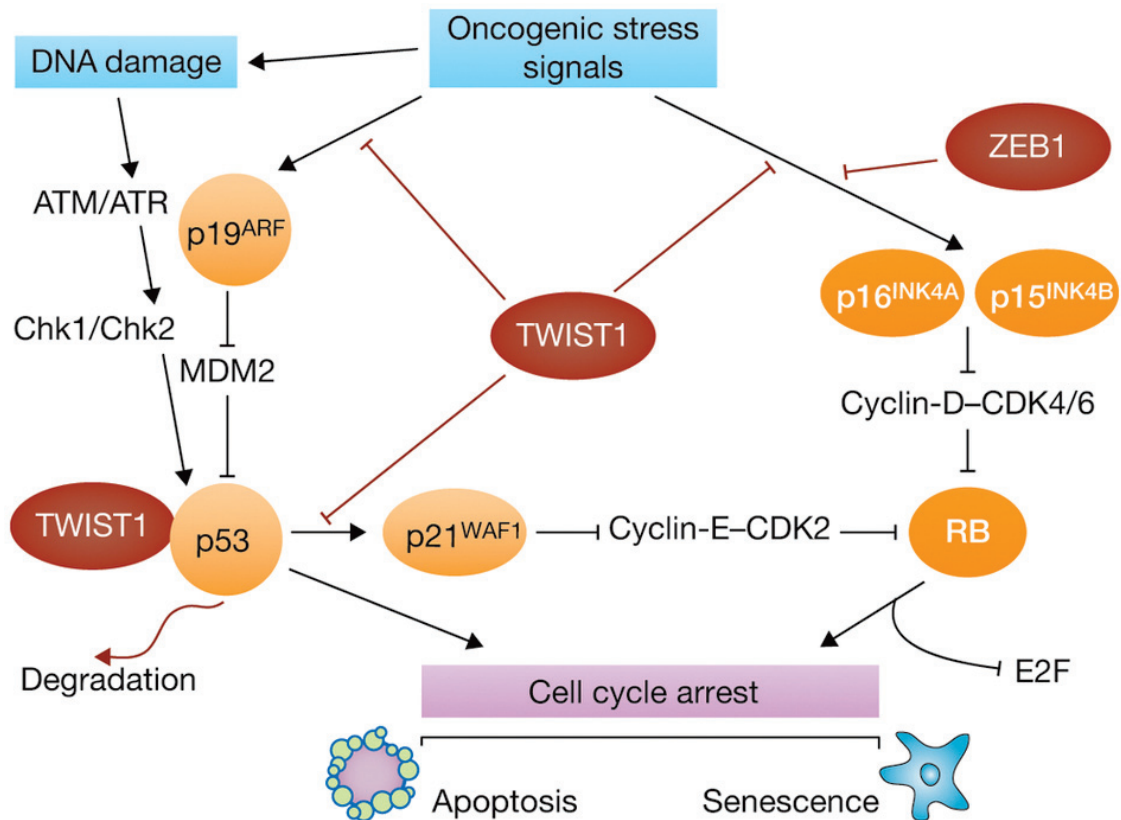 Oncogenic stress
signals
DNA damage
ZEB1
ATM/ATR
p19ARF
p16INK4A
p15INK4B
Chk1/Chk2
TWIST1
MDM2
Cyclin-D–CDK4/6
TWIST1
p53
p21WAF1
Cyclin-E–CDK2
RB
Degradation
E2F
Cell cycle arrest
Apoptosis
Senescence